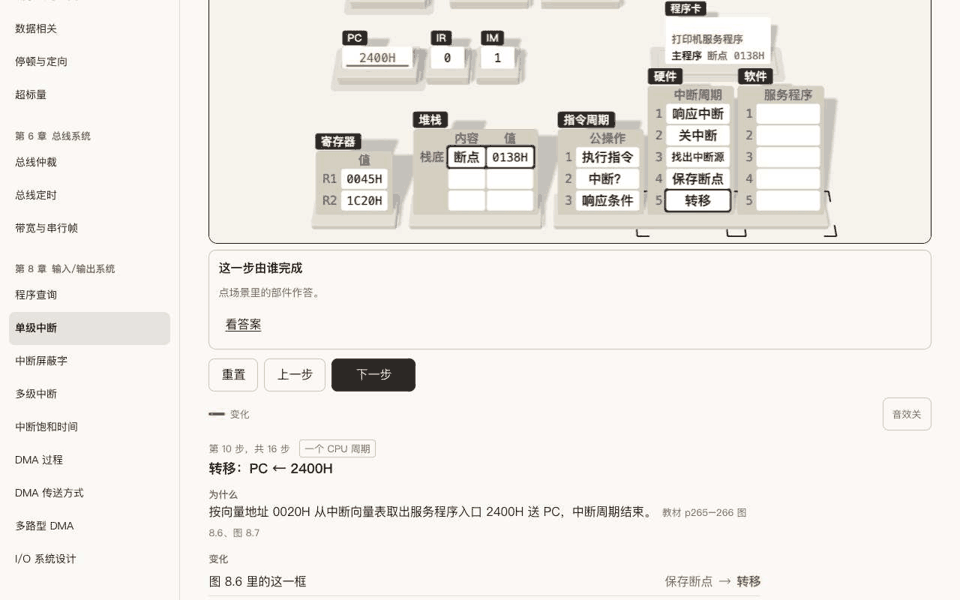 数据相关
停顿与定向
超标量
第 6 章 总线系统
总线仲裁
总线定时
带宽与串行帧
第 8 章 输入/输出系统
程序查询
单级中断
中断屏蔽字
多级中断
中断饱和时间
DMA 过程
DMA 传送方式
多路型 DMA
I/O 系统设计
程序卡
打印机服务程序
主程序 断点 0138H
PC
2400H
IR
0
IM
1
寄存器
值
R1 0045H
R2 1C20H
堆栈
内容 值
栈底 断点 0138H
指令周期
公操作
1 执行指令
2 中断?
3 响应条件
硬件
中断周期
1 响应中断
2 关中断
3 找出中断源
4 保存断点
5 转移
软件
服务程序
1
2
3
4
5
这一步由谁完成
点场景里的部件作答。
看答案
重置 上一步 下一步
变化
音效关
第 10 步，共 16 步 一个 CPU 周期
转移：PC ← 2400H
为什么
按向量地址 0020H 从中断向量表取出服务程序入口 2400H 送 PC，中断周期结束。 教材 p265—266 图
8.6、图 8.7
变化
图 8.6 里的这一框 保存断点 → 转移